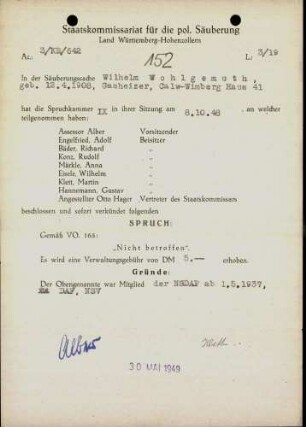 Staatskommissariat für die pol. Säuberung
Land Württemberg-Hohenzollern
Az.: 3/KE/642
152
L: 3/19
In der Säuberungssache Wilhelm Wohlgemuth,
geb. 12.4.1908, Gasheizer, Calw-Wimberg Haus 41
hat die Spruchkammer IX in ihrer Sitzung am 8.10.48 , an welcher
teilgenommen haben:
Assessor Alber Vorsitzender
Engelfried, Adolf Beisitzer
Bäder, Richard "
Konz, Rudolf "
Märkle, Anna "
Eisele, Wilhelm "
Klett, Martin "
Hannemann, Gustav "
Angestellter Otto Hager Vertreter des Staatskommissars
beschlossen und sofort verkündet folgenden
SPRUCH:
Gemäß VO. 165:
"Nicht betroffen".
Es wird eine Verwaltungsgebühr von DM 5.— erhoben.
Gründe:
Der Obengenannte war Mitglied der NSDAP ab 1.5.1937,
DAF, NSV
Alber
30 MAI 1949